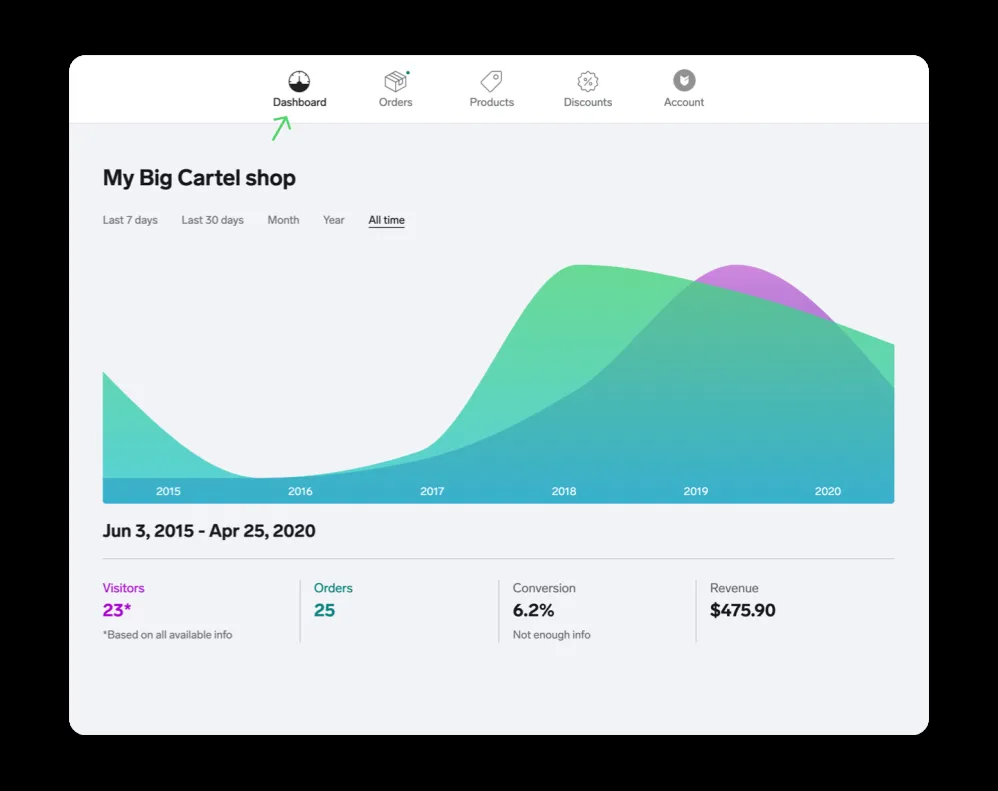 Dashboard Orders Products Discounts Account
My Big Cartel shop
Last 7 days Last 30 days Month Year All time
2015 2016 2017 2018 2019 2020
Jun 3, 2015 - Apr 25, 2020
Visitors Orders Conversion Revenue
23* 25 6.2% $475.90
*Based on all available info Not enough info